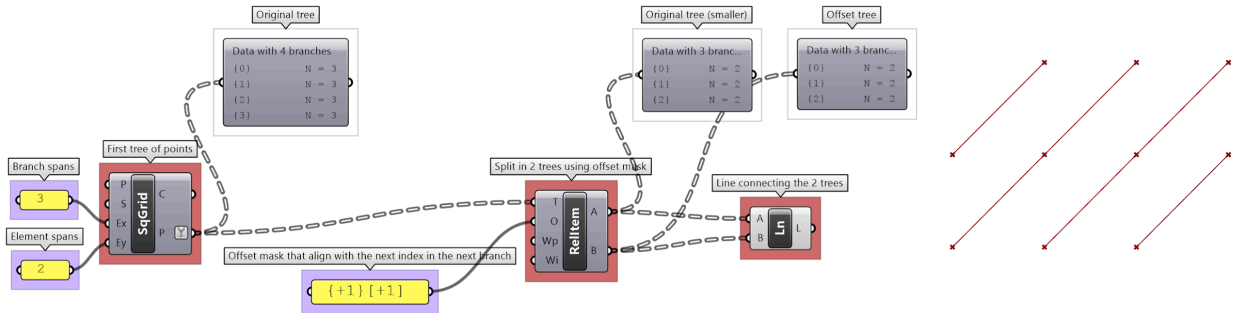 Original tree
Data with 4 branches
{0} N = 3
{1} N = 3
{2} N = 3
{3} N = 3
Original tree (smaller)
Data with 3 branc...
{0} N = 2
{1} N = 2
{2} N = 2
Offset tree
Data with 3 branc...
{0} N = 2
{1} N = 2
{2} N = 2
First tree of points
P
S
Ex
Ey
SqGrid
C
P
Branch spans
3
Element spans
2
Split in 2 trees using offset mask
T
O
Wp
Wi
RelItem
A
B
Line connecting the 2 trees
A
B
Ln
L
Offset mask that align with the next index in the next branch
{+1}[+1]